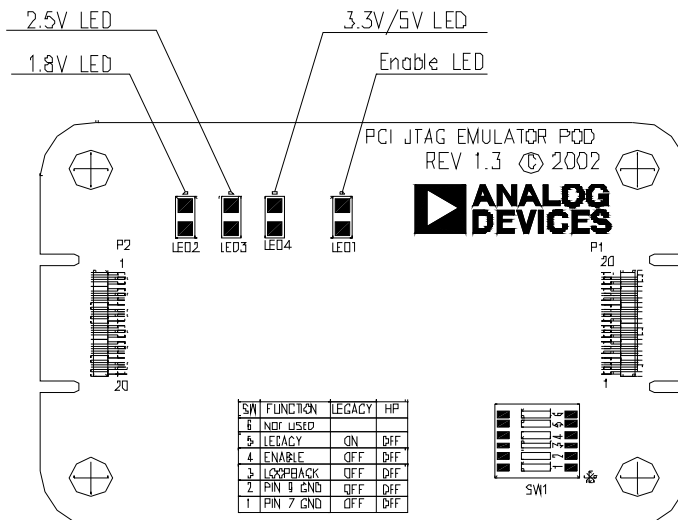 2.5V LED
3.3V/5V LED
1.8V LED
Enable LED
PCI JTAG EMULATOR POD
REV 1.3 © 2002
ANALOG
DEVICES
LED2 LED3 LED4 LED1
P2
1
20
P1
20
1
SW FUNCTION LEGACY HP
6 NOT USED
5 LEGACY ON OFF
4 ENABLE OFF OFF
3 LOOPBACK OFF OFF
2 PIN 9 GND OFF OFF
1 PIN 7 GND OFF OFF
6
5
4
3
2
1
SW1